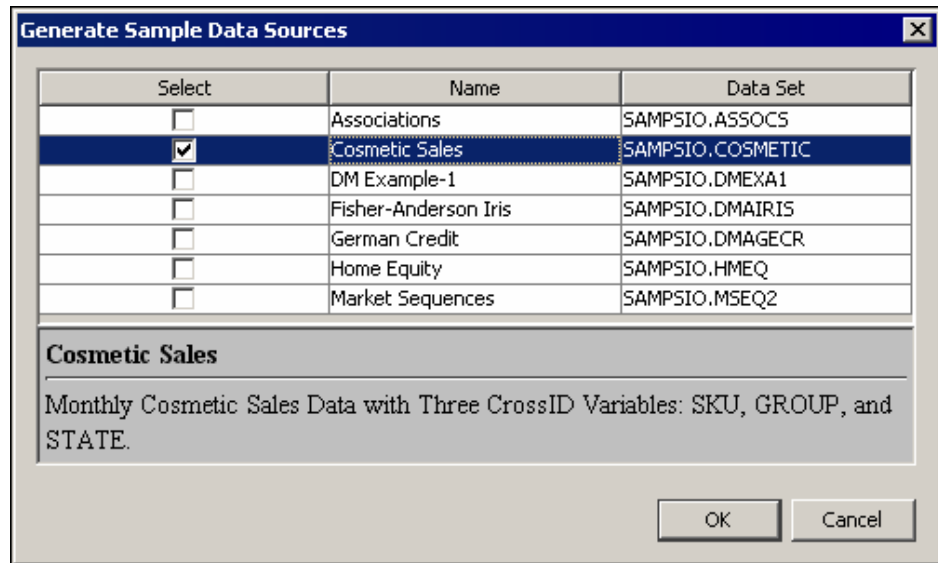 Generate Sample Data Sources
Select Name Data Set
Associations SAMPSIO.ASSOCS
Cosmetic Sales SAMPSIO.COSMETIC
DM Example-1 SAMPSIO.DMEXA1
Fisher-Anderson Iris SAMPSIO.DMAIRIS
German Credit SAMPSIO.DMAGECR
Home Equity SAMPSIO.HMEQ
Market Sequences SAMPSIO.MSEQ2
Cosmetic Sales
Monthly Cosmetic Sales Data with Three CrossID Variables: SKU, GROUP, and
STATE.
OK Cancel